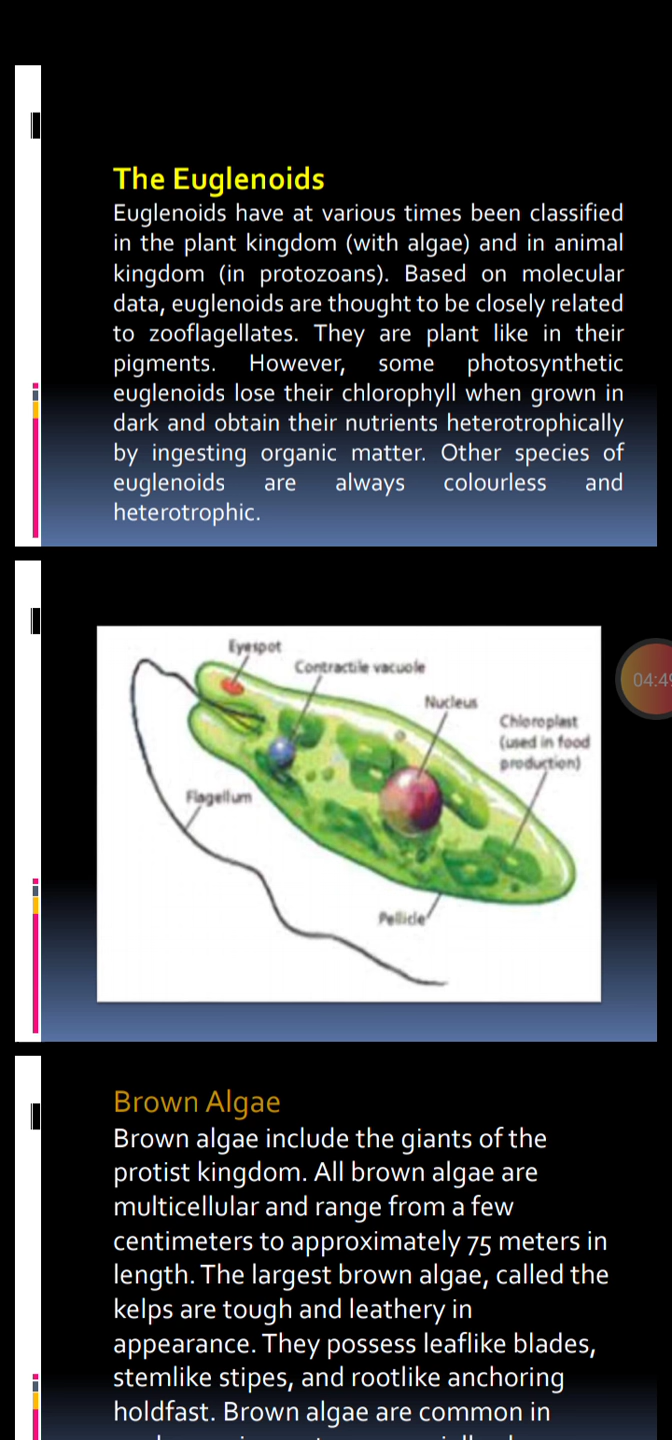 The Euglenoids
Euglenoids have at various times been classified
in the plant kingdom (with algae) and in animal
kingdom (in protozoans). Based on molecular
data, euglenoids are thought to be closely related
to zooflagellates. They are plant like in their
pigments. However, some photosynthetic
euglenoids lose their chlorophyll when grown in
dark and obtain their nutrients heterotrophically
by ingesting organic matter. Other species of
euglenoids are always colourless and
heterotrophic.
Eyespot
Contractile vacuole
Nucleus
Chloroplast
(used in food
production)
Flagellum
Pellicle
04:4
Brown Algae
Brown algae include the giants of the
protist kingdom. All brown algae are
multicellular and range from a few
centimeters to approximately 75 meters in
length. The largest brown algae, called the
kelps are tough and leathery in
appearance. They possess leaflike blades,
stemlike stipes, and rootlike anchoring
holdfast. Brown algae are common in